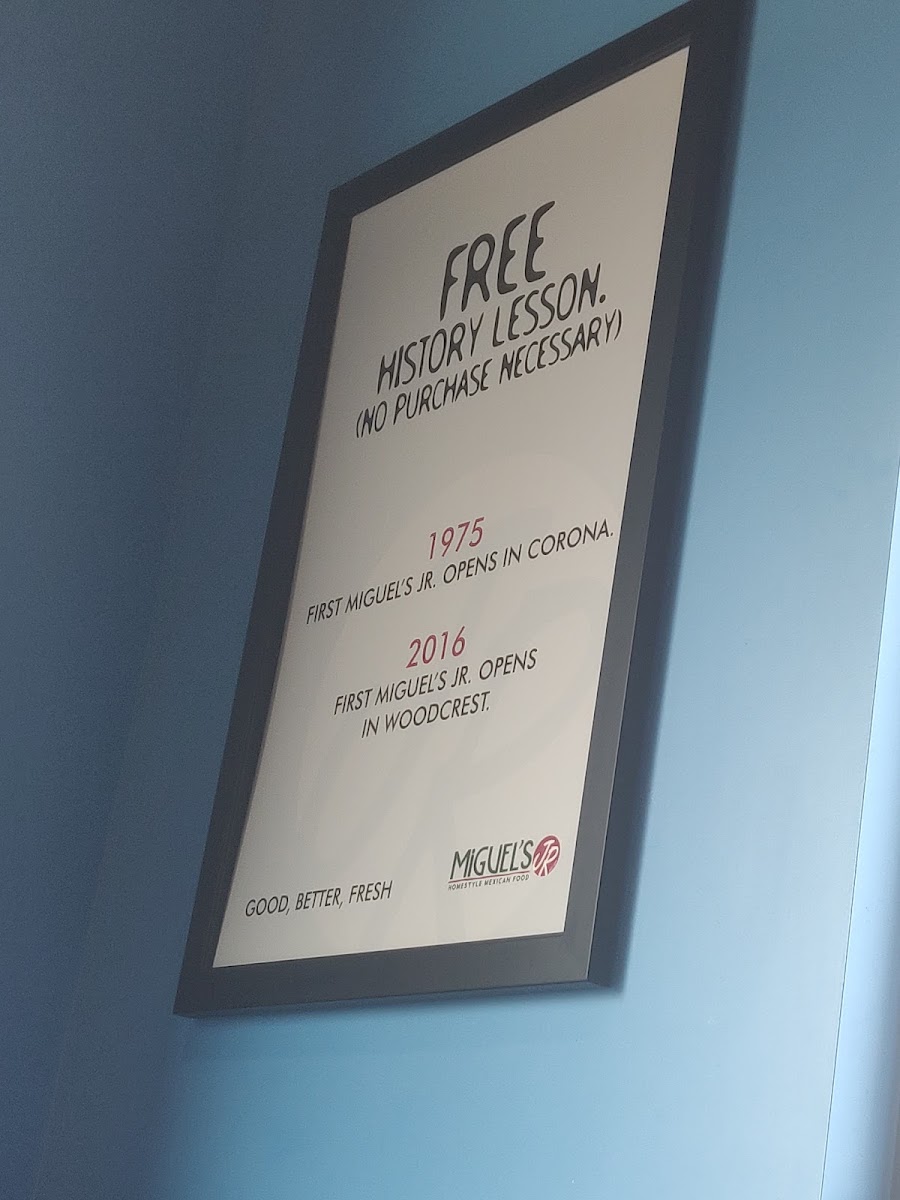 FREE
HISTORY LESSON.
(NO PURCHASE NECESSARY)
1975
FIRST MIGUEL'S JR. OPENS IN CORONA.
2016
FIRST MIGUEL'S JR. OPENS
IN WOODCREST.
GOOD, BETTER, FRESH
MiGUEL'S JR
HOMESTYLE MEXICAN FOOD